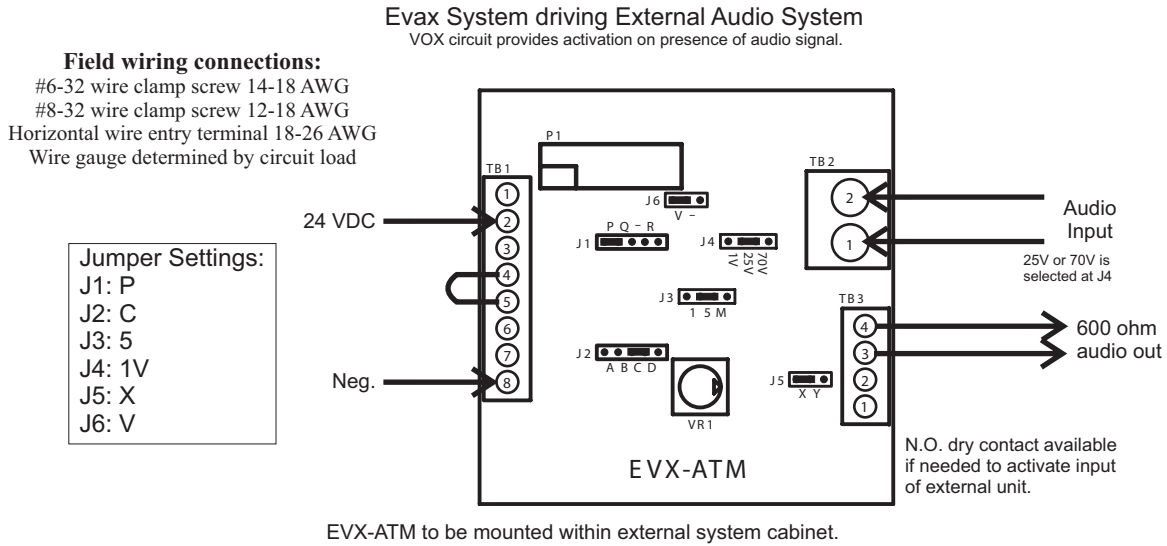 Evax System driving External Audio System
VOX circuit provides activation on presence of audio signal.
Field wiring connections:
#6-32 wire clamp screw 14-18 AWG
#8-32 wire clamp screw 12-18 AWG
Horizontal wire entry terminal 18-26 AWG
Wire gauge determined by circuit load
24 VDC
Neg.
Jumper Settings:
J1: P
J2: C
J3: 5
J4: 1V
J5: X
J6: V
TB1
1
2
3
4
5
6
7
8
P1
J6
V -
P Q - R
J1
J4
1V
25V
70V
J3
1 5 M
J2
A B C D
VR1
J5
X Y
EVX-ATM
TB2
2
1
Audio
Input
25V or 70V is
selected at J4
TB3
4
3
2
1
600 ohm
audio out
N.O. dry contact available
if needed to activate input
of external unit.
EVX-ATM to be mounted within external system cabinet.